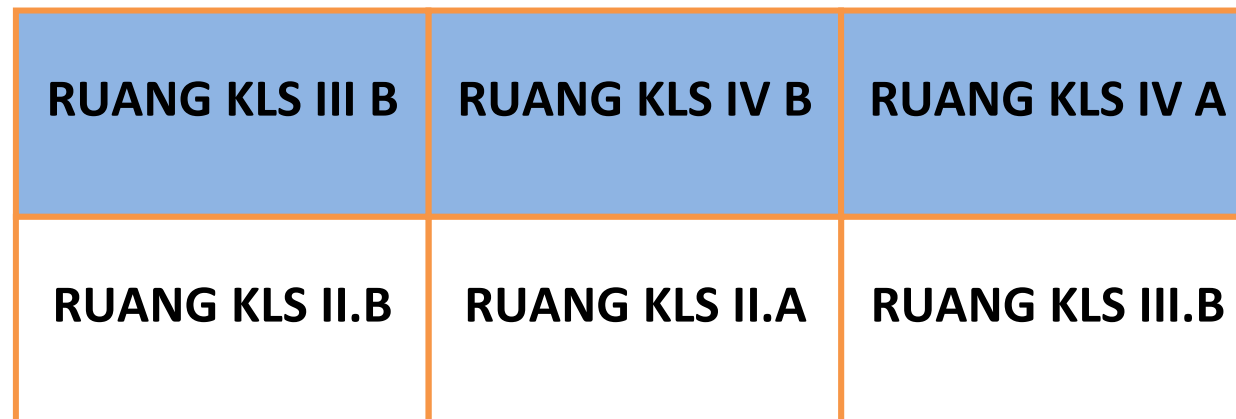 RUANG KLS III B
RUANG KLS IV B
RUANG KLS IV A
RUANG KLS II.B
RUANG KLS II.A
RUANG KLS III.B